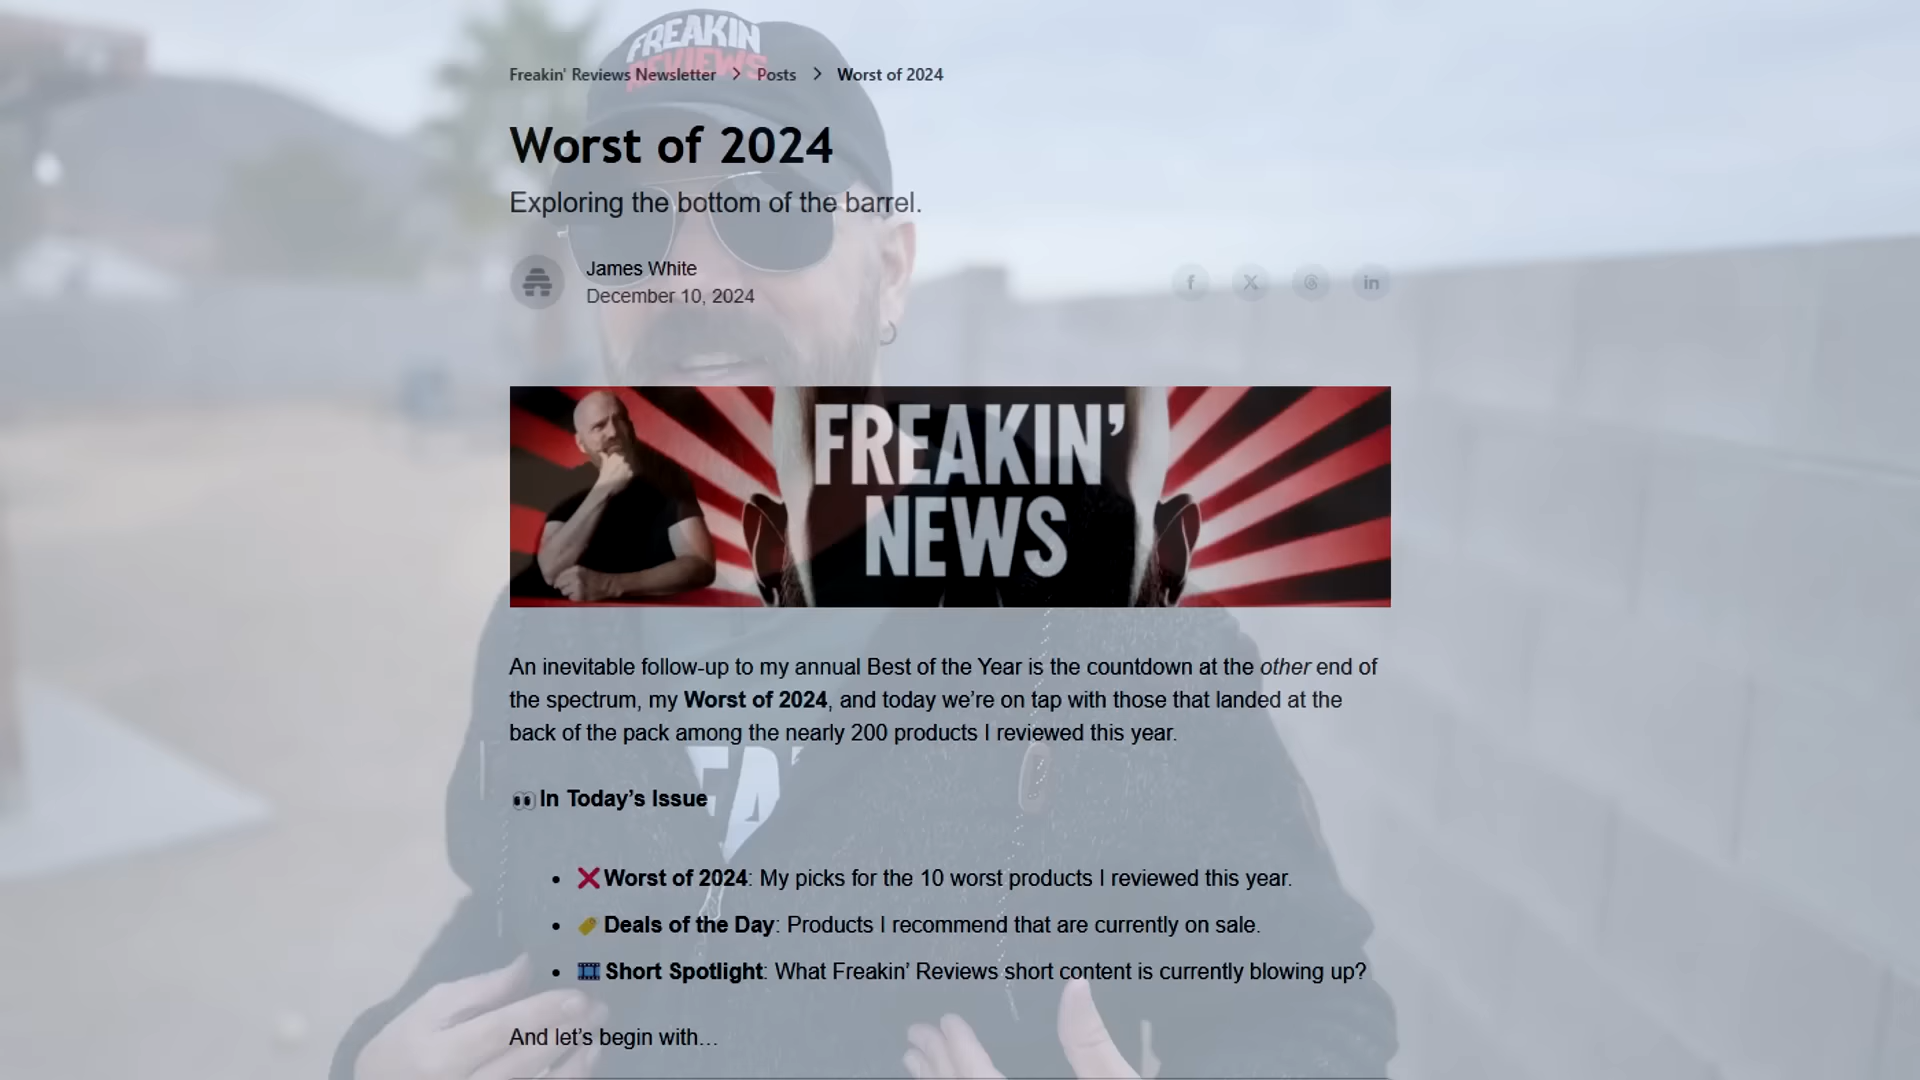 FREAKIN
REVIEWS
Freakin' Reviews Newsletter > Posts > Worst of 2024
Worst of 2024
Exploring the bottom of the barrel.
James White
December 10, 2024
f X in
FREAKIN’
NEWS
An inevitable follow-up to my annual Best of the Year is the countdown at the other end of
the spectrum, my Worst of 2024, and today we’re on tap with those that landed at the
back of the pack among the nearly 200 products I reviewed this year.
👀 In Today’s Issue
• ❌ Worst of 2024: My picks for the 10 worst products I reviewed this year.
• 🏷️ Deals of the Day: Products I recommend that are currently on sale.
• 🎞️ Short Spotlight: What Freakin’ Reviews short content is currently blowing up?
And let’s begin with…